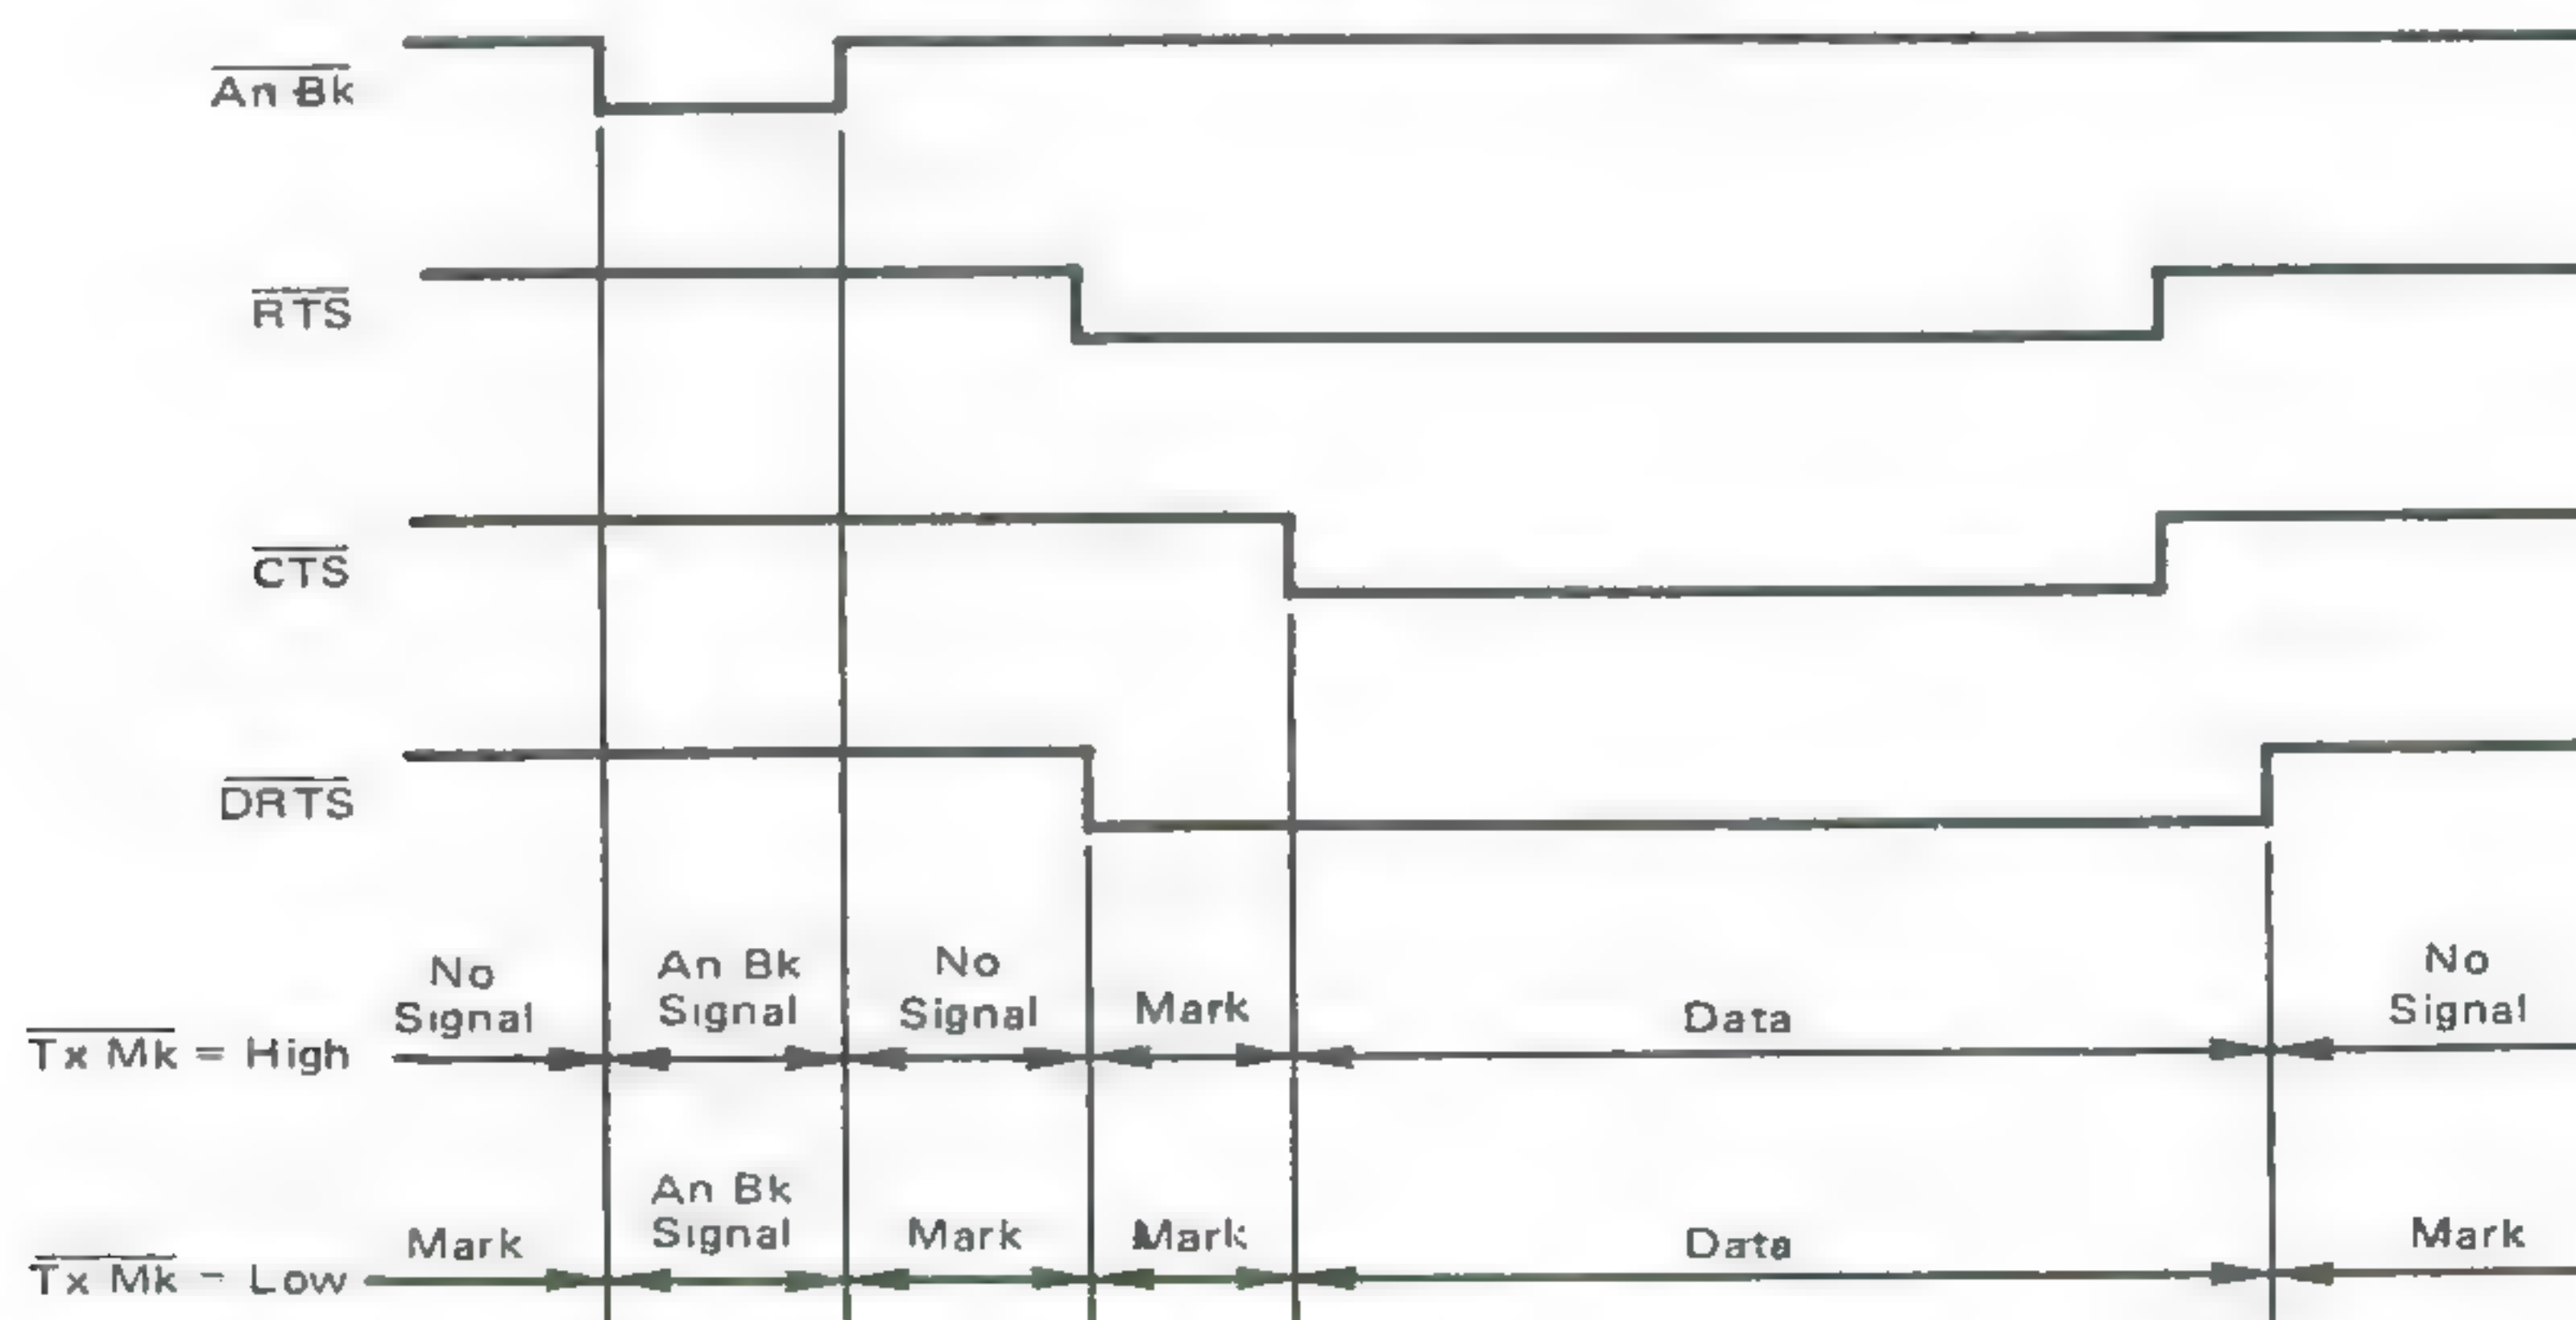 An Bk
RTS
CTS
DRTS
No
Signal
An Bk
Signal
No
Signal
Mark
Data
No
Signal
Tx Mk = High
Mark
An Bk
Signal
Mark
Mark
Data
Mark
Tx Mk = Low